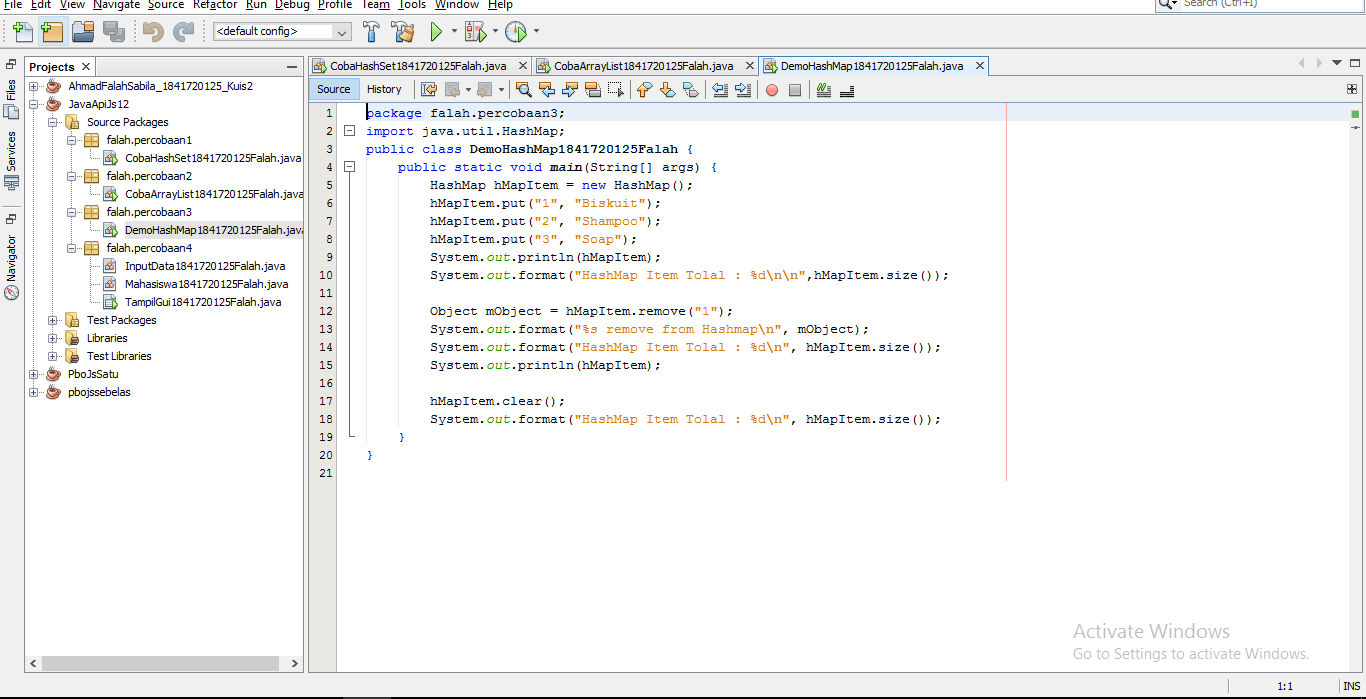 File Edit View Navigate Source Refactor Run Debug Profile Team Tools Window Help
Search (Ctrl+I)
<default config>
Projects
Files
Services
Navigator
AhmadFalahSabila_1841720125_Kuis2
JavaApiJs12
Source Packages
falah.percobaan1
CobaHashSet1841720125Falah.java
falah.percobaan2
CobaArrayList1841720125Falah.java
falah.percobaan3
DemoHashMap1841720125Falah.java
falah.percobaan4
InputData1841720125Falah.java
Mahasiswa1841720125Falah.java
TampilGui1841720125Falah.java
Test Packages
Libraries
Test Libraries
PboJsSatu
pbojssebelas
CobaHashSet1841720125Falah.java CobaArrayList1841720125Falah.java DemoHashMap1841720125Falah.java
Source History
1 package falah.percobaan3;
2 import java.util.HashMap;
3 public class DemoHashMap1841720125Falah {
4 public static void main(String[] args) {
5 HashMap hMapItem = new HashMap();
6 hMapItem.put("1", "Biskuit");
7 hMapItem.put("2", "Shampoo");
8 hMapItem.put("3", "Soap");
9 System.out.println(hMapItem);
10 System.out.format("HashMap Item Tolal : %d\n\n",hMapItem.size());
11
12 Object mObject = hMapItem.remove("1");
13 System.out.format("%s remove from Hashmap\n", mObject);
14 System.out.format("HashMap Item Tolal : %d\n", hMapItem.size());
15 System.out.println(hMapItem);
16
17 hMapItem.clear();
18 System.out.format("HashMap Item Tolal : %d\n", hMapItem.size());
19 }
20 }
21
Activate Windows
Go to Settings to activate Windows.
1:1 INS